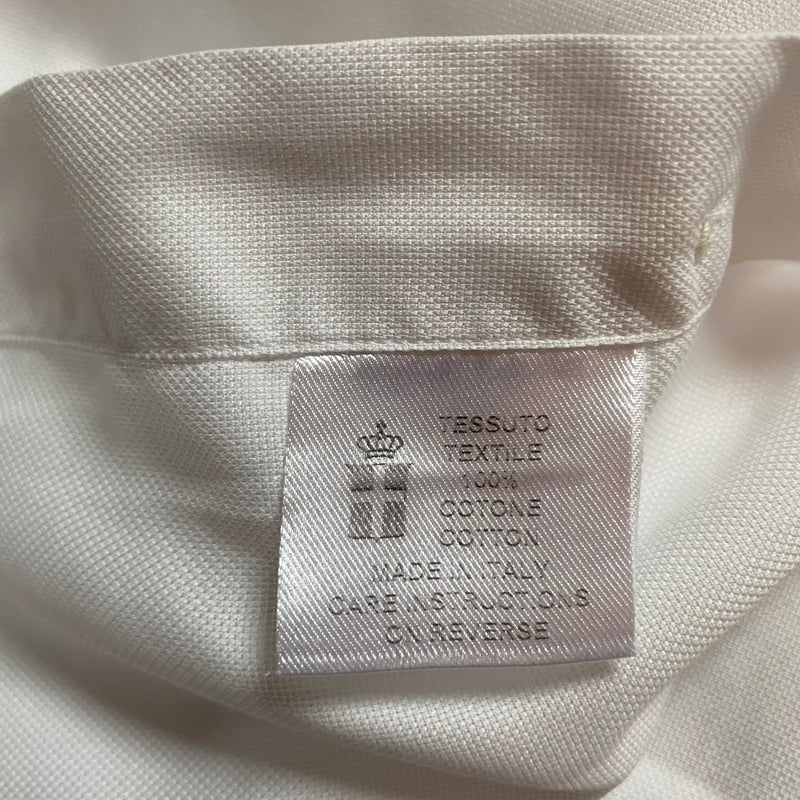 TESSUTO
TEXTILE
100%
COTONE
COTTON
MADE IN ITALY
CARE INSTRUCTIONS
ON REVERSE